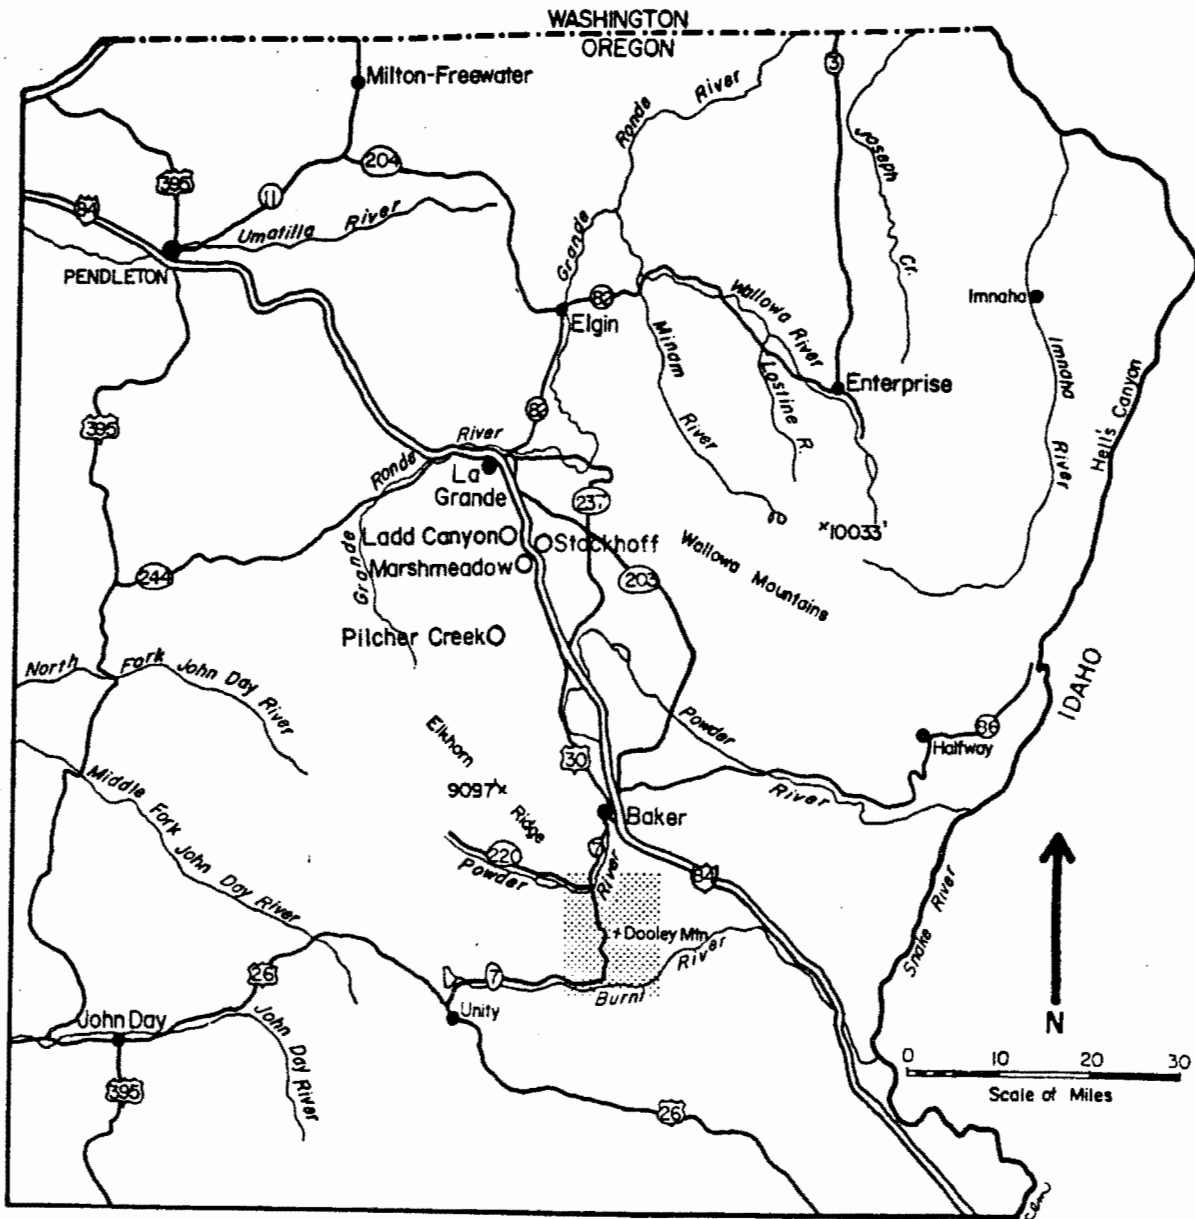 WASHINGTON
OREGON
Milton-Freewater
3
Ronde River
Joseph Cr.
204
395
11
84
Umatilla River
PENDLETON
Grande
82
Wallowa River
Imnaha
Elgin
Minam River
Lostine R.
Enterprise
Imnaha River
Hell's Canyon
395
82
River
Ronde
La
Grande
237
x10033'
Ladd Canyon
Stackhoff
Wallowa Mountains
Marshmeadow
244
Grande
203
Pilcher Creek
North Fork John Day River
IDAHO
Powder River
86
Halfway
Elkhorn Ridge
30
9097'x
Middle Fork John Day River
Baker
7
220
Powder
River
84
+ Dooley Mtn.
Snake River
26
7
Burnt River
Unity
N
John Day
John Day River
0 10 20 30
Scale of Miles
395
26